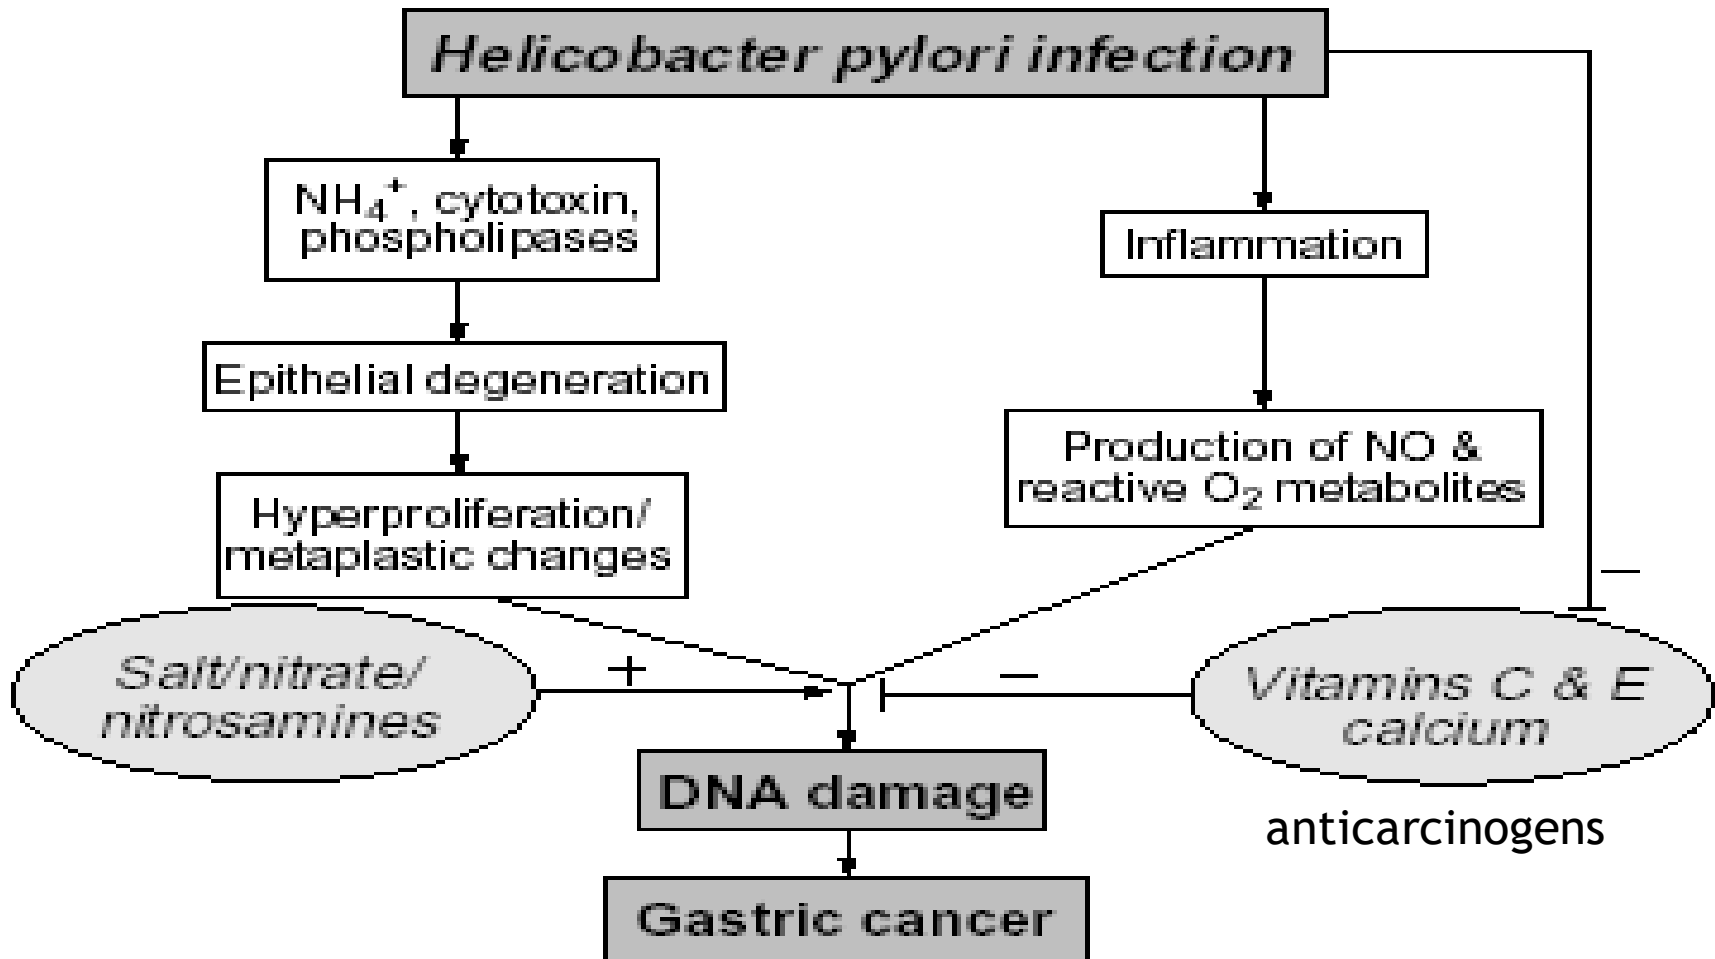 Helicobacter pylori infection
NH₄⁺, cytotoxin,
phospholipases
Inflammation
Epithelial degeneration
Production of NO &
reactive O₂ metabolites
Hyperproliferation/
metaplastic changes
–
Salt/nitrate/
nitrosamines
+
–
Vitamins C & E
calcium
DNA damage
anticarcinogens
Gastric cancer